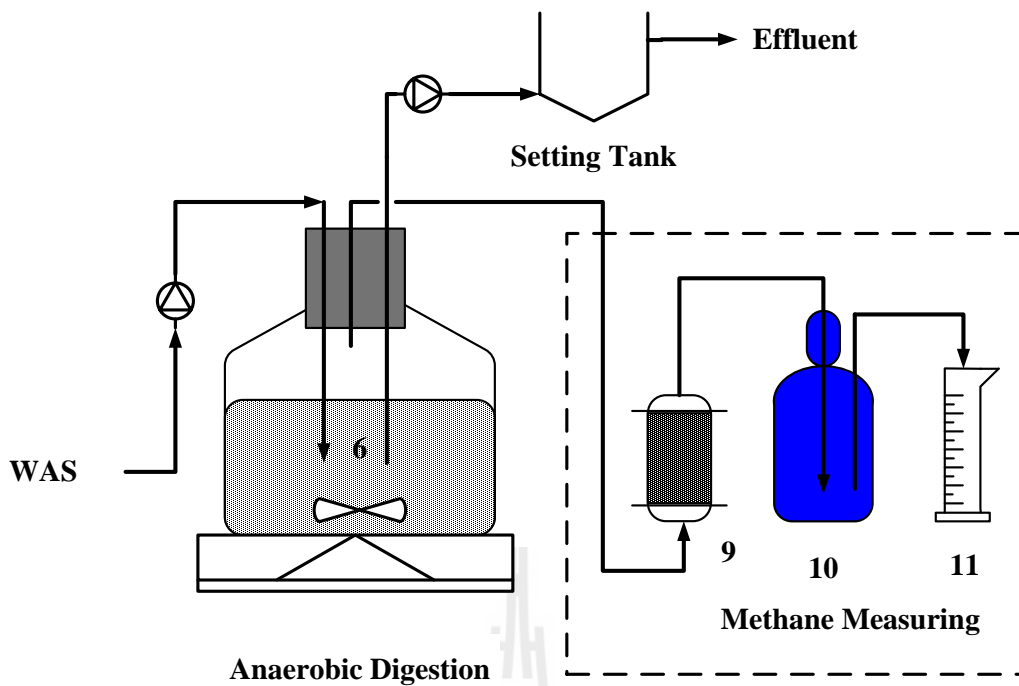 Effluent
Setting Tank
WAS
6
9
10
11
Methane Measuring
Anaerobic Digestion